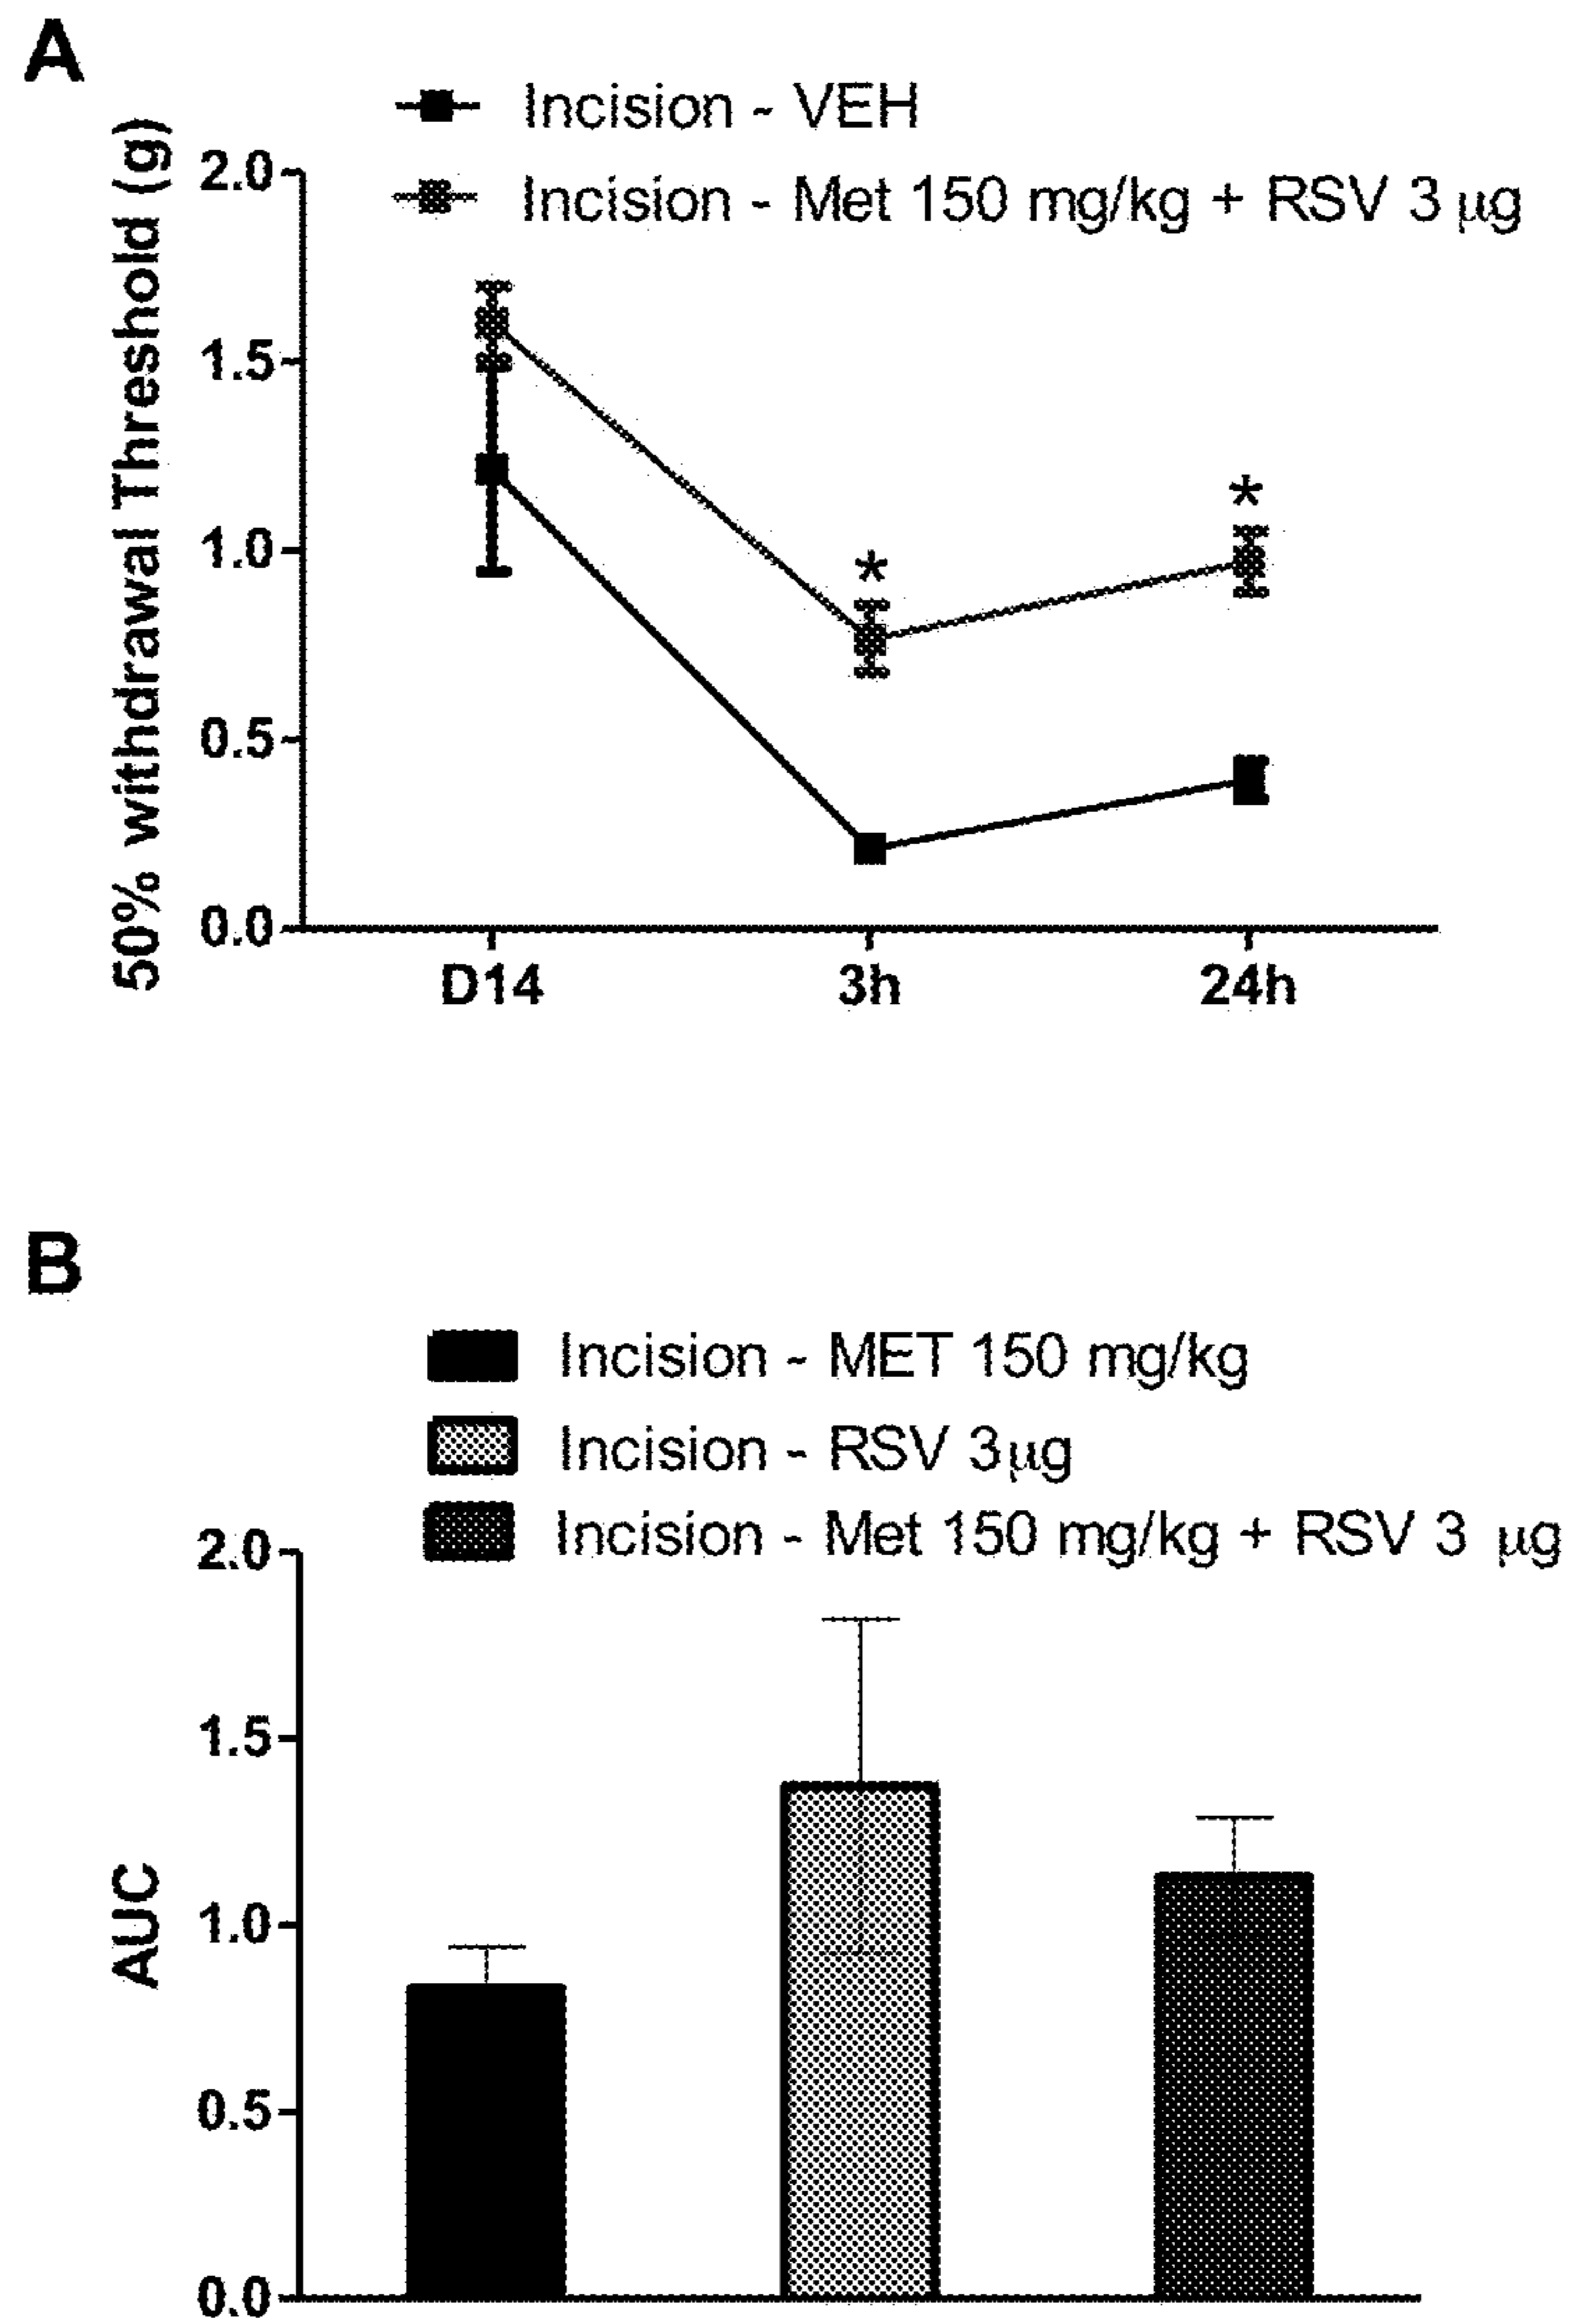 A
Incision - VEH
Incision - Met 150 mg/kg + RSV 3 μg
50% withdrawal Threshold (g)
2.0
1.5
1.0
0.5
0.0
*
*
D14
3h
24h
B
Incision - MET 150 mg/kg
Incision - RSV 3μg
Incision - Met 150 mg/kg + RSV 3 μg
AUC
2.0
1.5
1.0
0.5
0.0